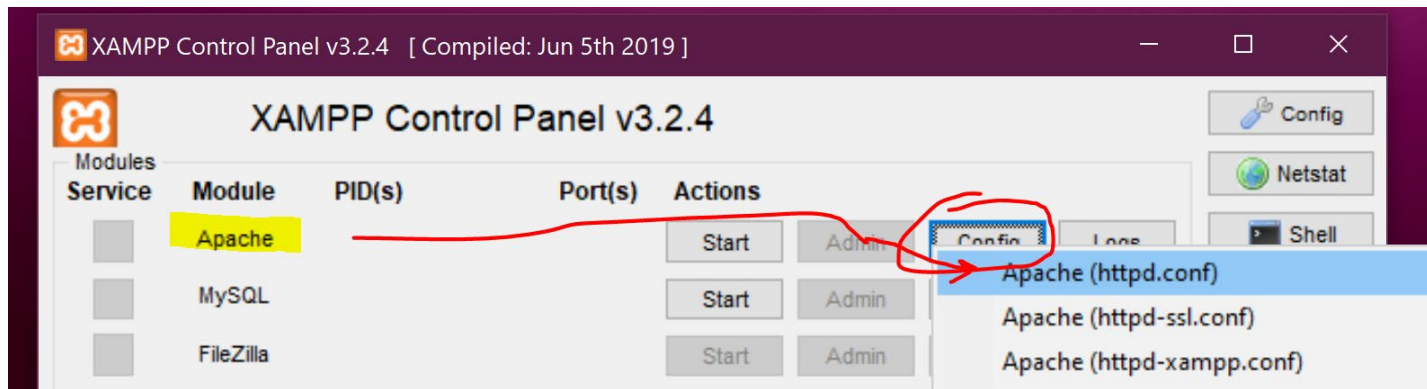 XAMPP Control Panel v3.2.4 [ Compiled: Jun 5th 2019 ]
XAMPP Control Panel v3.2.4
Config
Modules
Service Module PID(s) Port(s) Actions
Netstat
Apache Start Admin Config Logs
Shell
Apache (httpd.conf)
MySQL Start Admin
Apache (httpd-ssl.conf)
FileZilla Start Admin
Apache (httpd-xampp.conf)